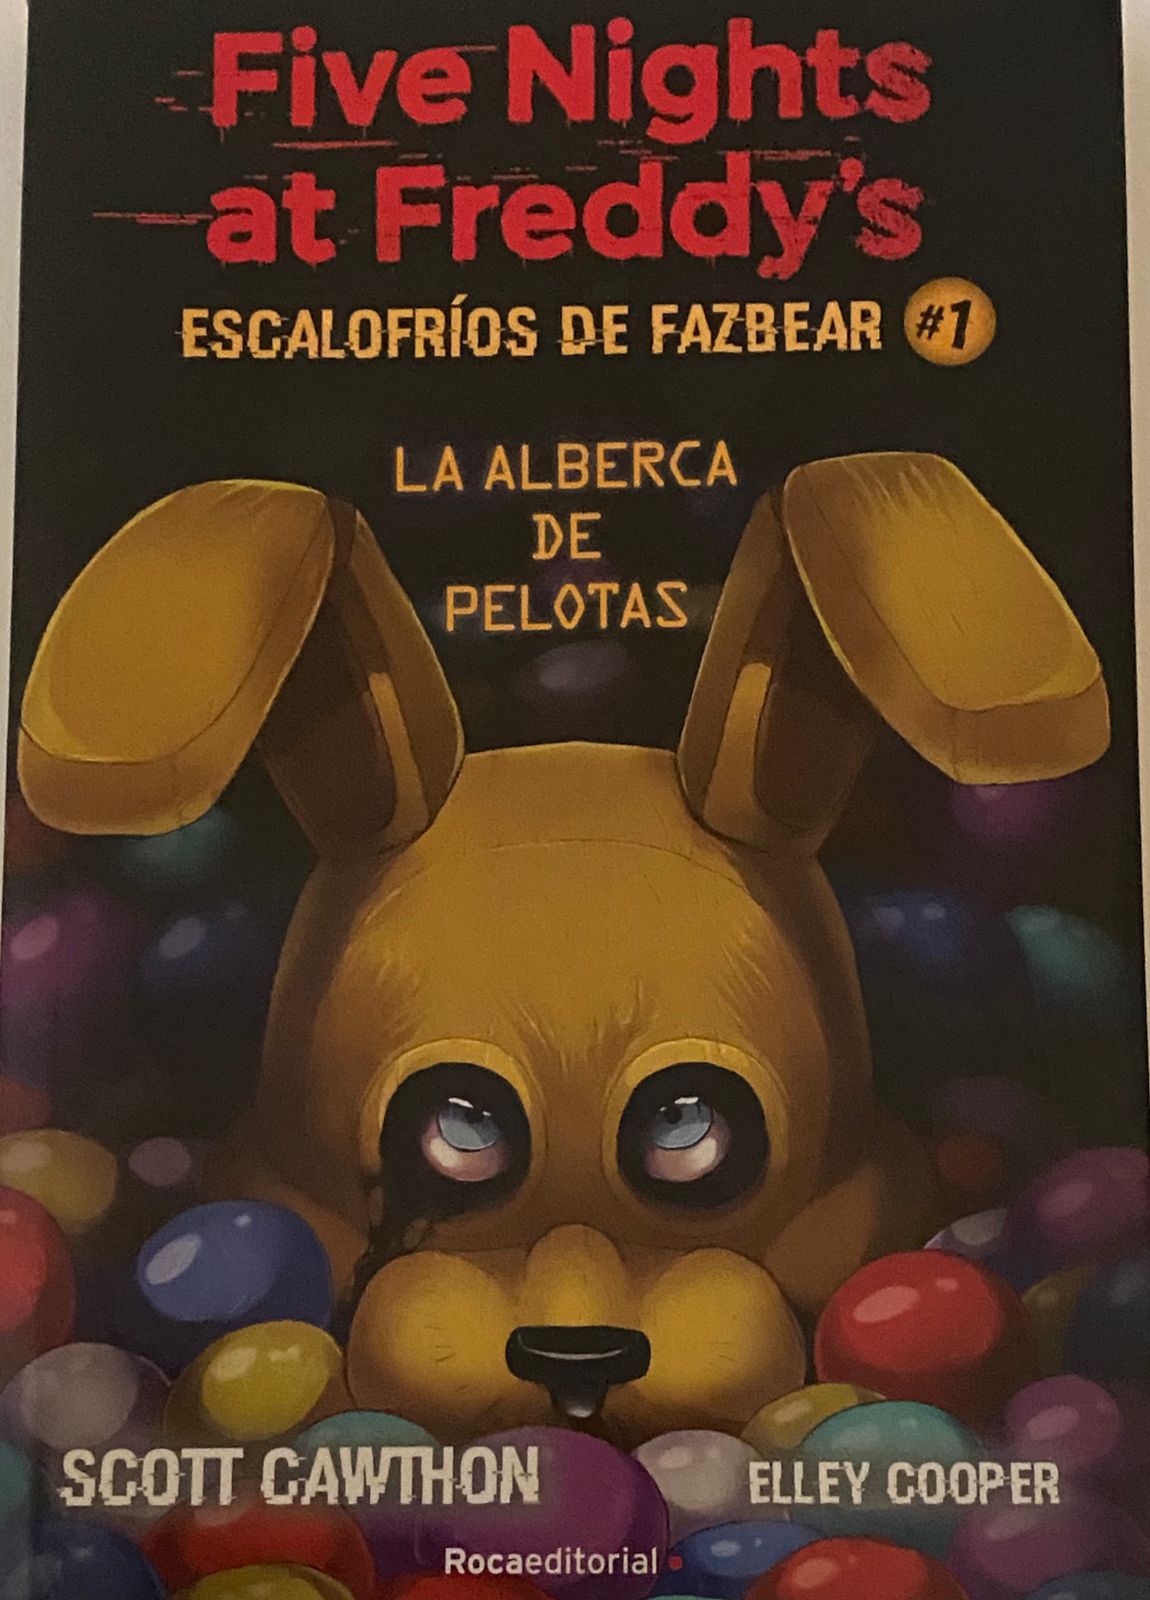 Five Nights
at Freddy's
ESCALOFRÍOS DE FAZBEAR #1
LA ALBERCA
DE
PELOTAS
SCOTT CAWTHON
ELLEY COOPER
Rocaeditorial